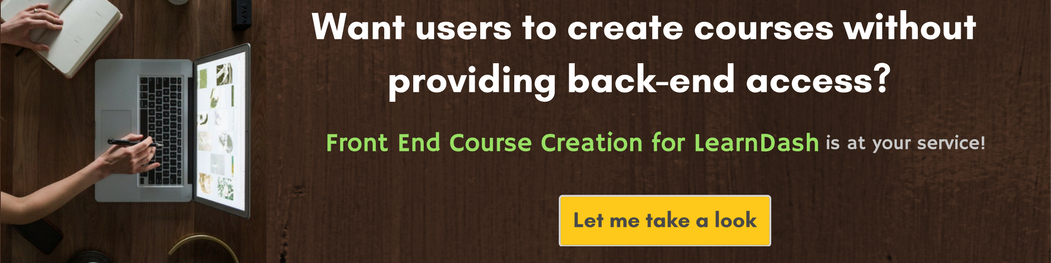 Want users to create courses without
providing back-end access?
Front End Course Creation for LearnDash is at your service!
Let me take a look